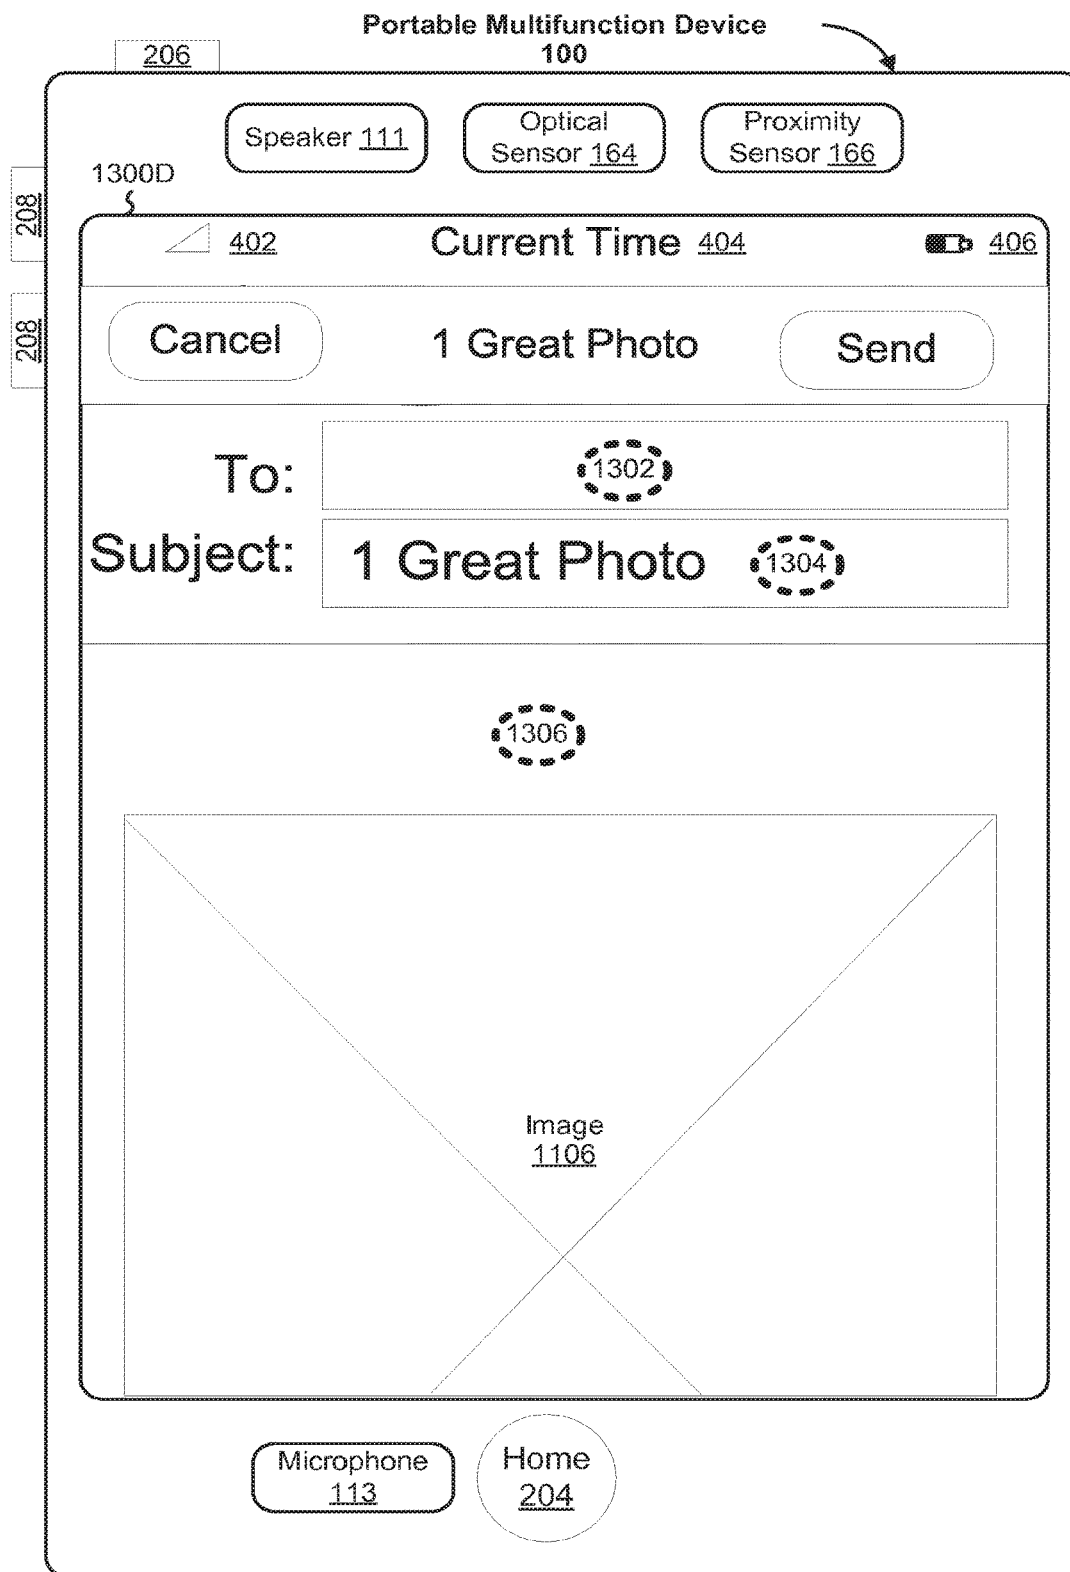 Portable Multifunction Device
100
206
Speaker 111
Optical
Sensor 164
Proximity
Sensor 166
208
1300D
402
Current Time 404
406
208
Cancel
1 Great Photo
Send
To:
1302
Subject:
1 Great Photo
1304
1306
Image
1106
Microphone
113
Home
204